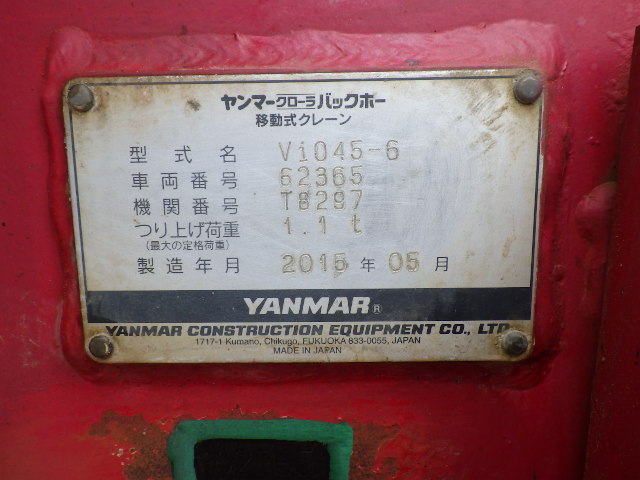 ヤンマークローラバックホー
移動式クレーン
型式名 ViO45-6
車両番号 62365
機関番号 T8297
つり上げ荷重 1.1 t
(最大の定格荷重)
製造年月 2015 年 05 月
YANMAR®
YANMAR CONSTRUCTION EQUIPMENT CO., LTD.
1717-1 Kumano, Chikugo, FUKUOKA 833-0055, JAPAN
MADE IN JAPAN